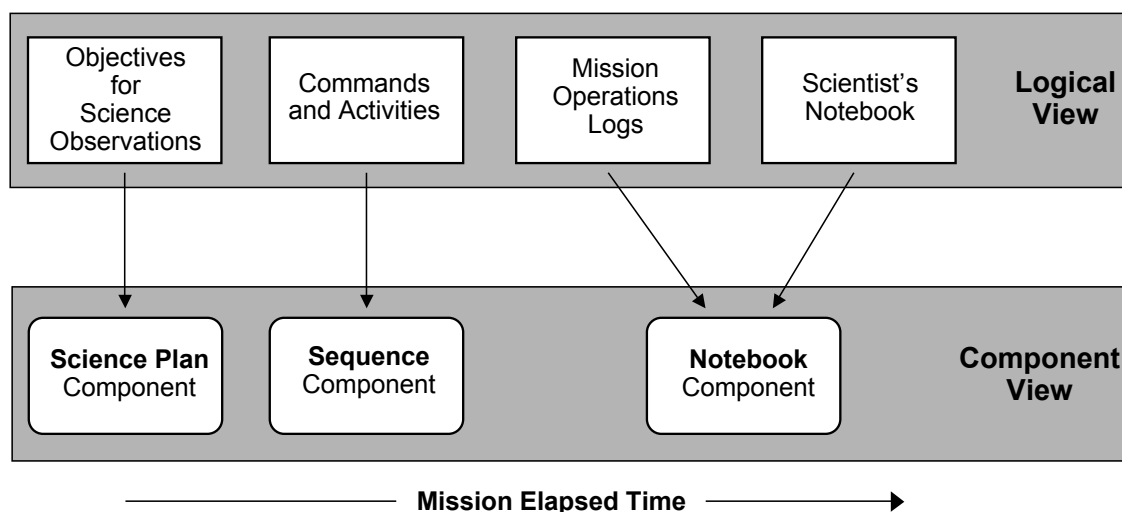 Objectives
for
Science
Observations
Commands
and Activities
Mission
Operations
Logs
Scientist's
Notebook
Logical
View
Science Plan
Component
Sequence
Component
Notebook
Component
Component
View
Mission Elapsed Time